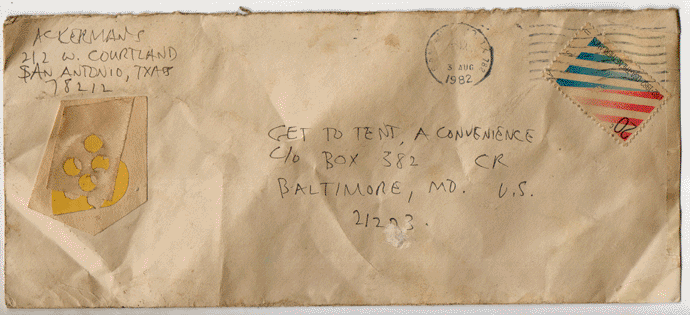 ACKERMANS
212 W. COURTLAND
SAN ANTONIO, TXAS
78212
3 AUG
1982
20
GET TO TENT, A CONVENIENCE
C/O BOX 382 CR
BALTIMORE, MD. U.S.
21203.